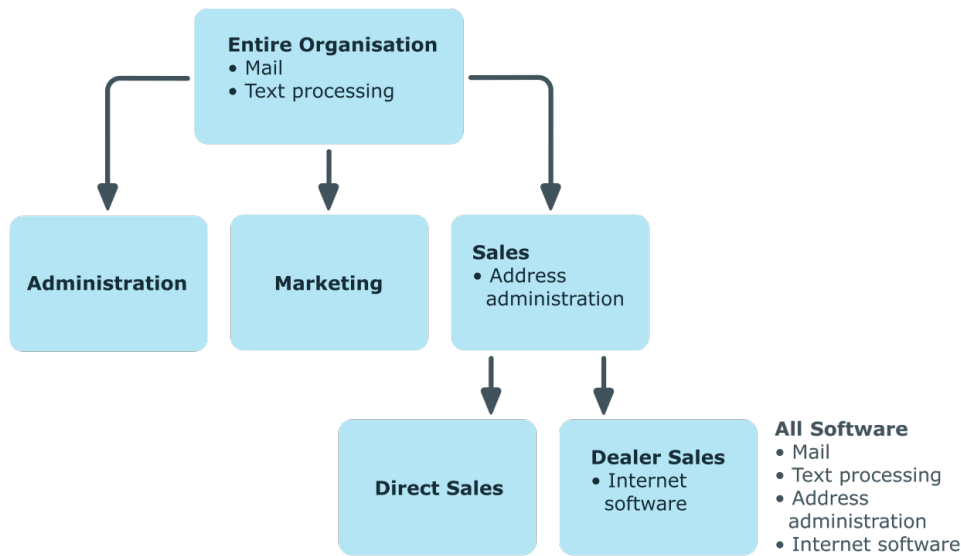 Entire Organisation
• Mail
• Text processing
Administration
Marketing
Sales
• Address
administration
Direct Sales
Dealer Sales
• Internet
software
All Software
• Mail
• Text processing
• Address
administration
• Internet software